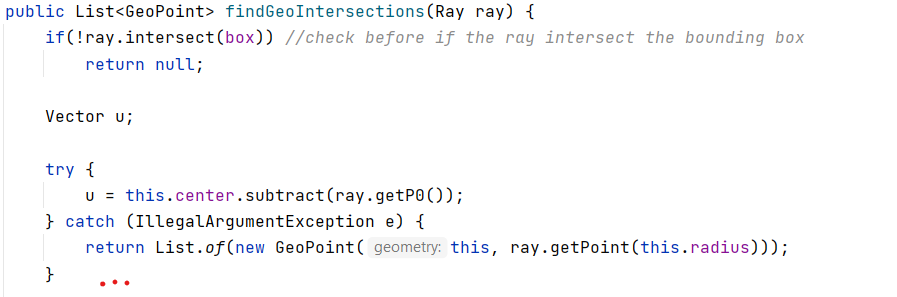 public List<GeoPoint> findGeoIntersections(Ray ray) {
    if(!ray.intersect(box)) //check before if the ray intersect the bounding box
        return null;

    Vector u;

    try {
        u = this.center.subtract(ray.getP0());
    } catch (IllegalArgumentException e) {
        return List.of(new GeoPoint( geometry: this, ray.getPoint(this.radius)));
    }
...